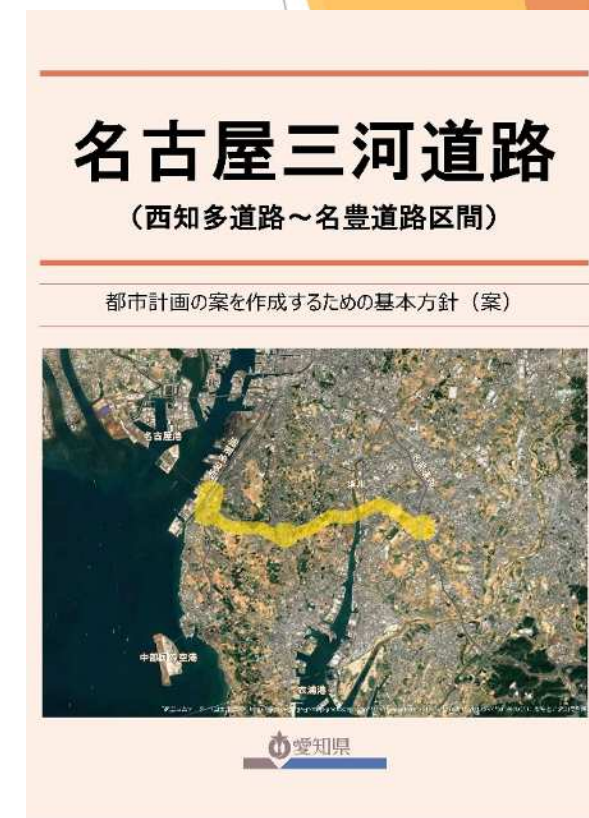 名古屋三河道路
（西知多道路～名豊道路区間）
都市計画の案を作成するための基本方針（案）
名古屋港
中部国際空港
衣浦港
愛知県